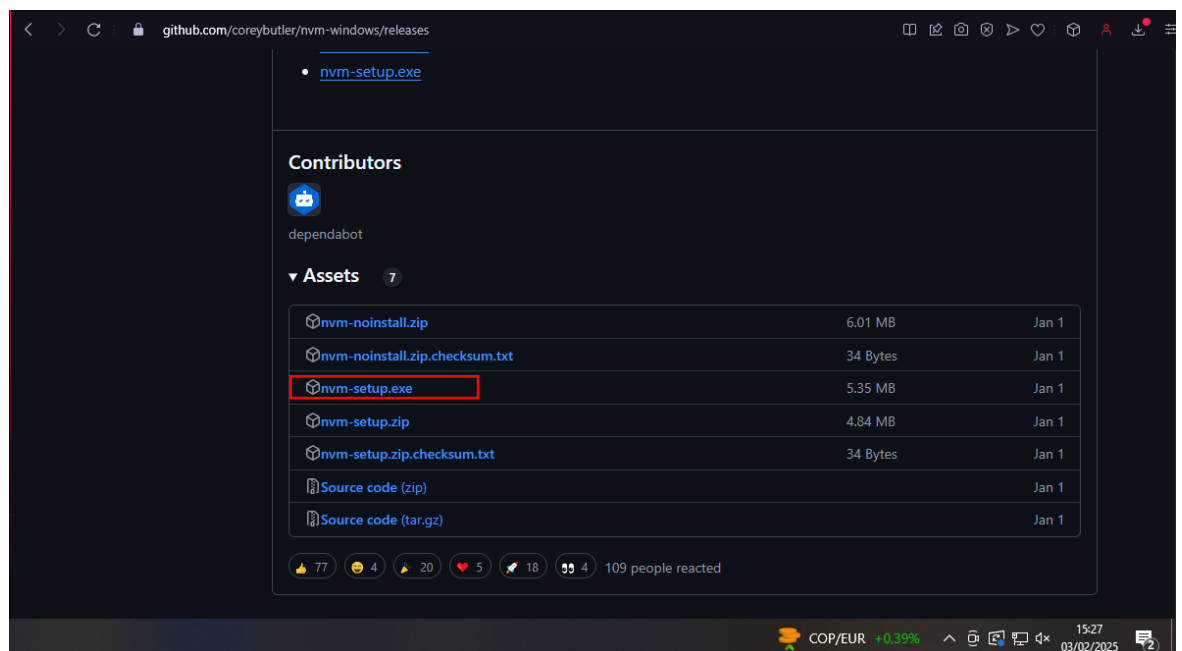 github.com/coreybutler/nvm-windows/releases
nvm-setup.exe
Contributors
dependabot
Assets 7
nvm-noinstall.zip 6.01 MB Jan 1
nvm-noinstall.zip.checksum.txt 34 Bytes Jan 1
nvm-setup.exe 5.35 MB Jan 1
nvm-setup.zip 4.84 MB Jan 1
nvm-setup.zip.checksum.txt 34 Bytes Jan 1
Source code (zip) Jan 1
Source code (tar.gz) Jan 1
77 4 20 5 18 4 109 people reacted
COP/EUR +0,39% 15:27
03/02/2025 2